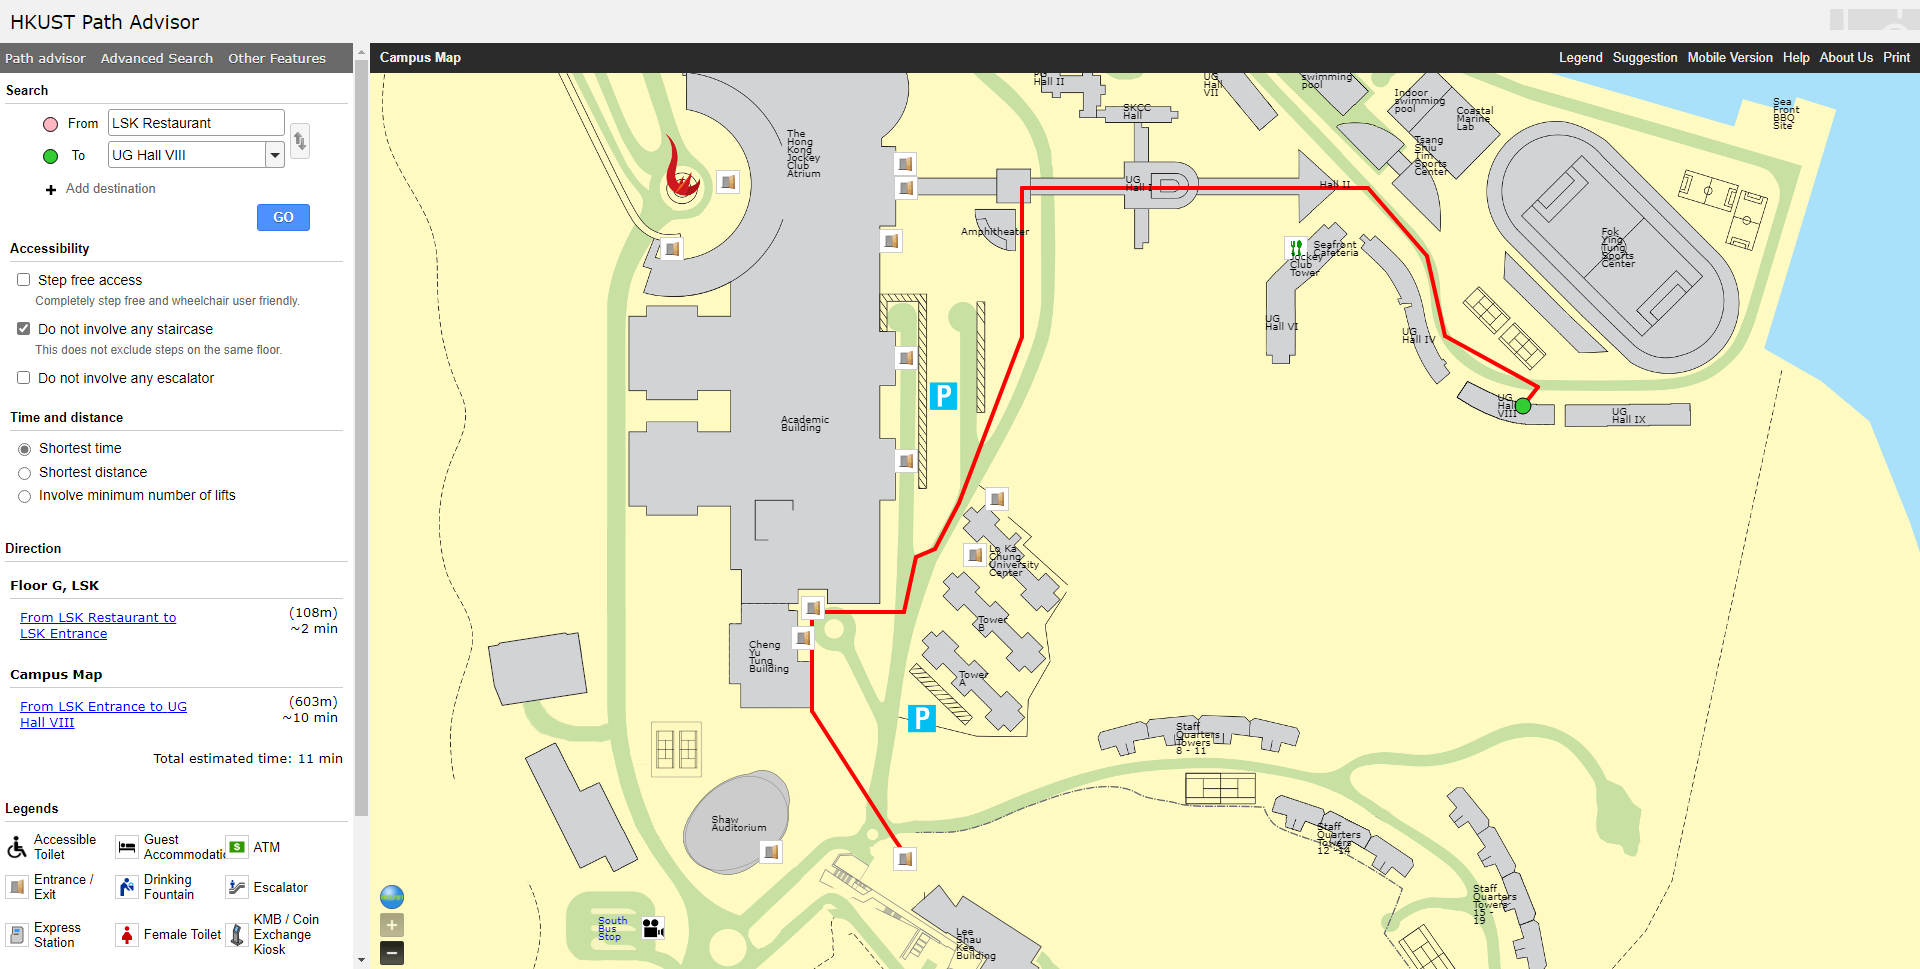 HKUST Path Advisor
Path advisor Advanced Search Other Features
Search
From LSK Restaurant
To UG Hall VIII
Add destination
GO
Accessibility
Step free access
Completely step free and wheelchair user friendly.
Do not involve any staircase
This does not exclude steps on the same floor.
Do not involve any escalator
Time and distance
Shortest time
Shortest distance
Involve minimum number of lifts
Direction
Floor G, LSK
From LSK Restaurant to (108m)
LSK Entrance ~2 min
Campus Map
From LSK Entrance to UG (603m)
Hall VIII ~10 min
Total estimated time: 11 min
Legends
Accessible
Toilet
Guest
Accommodati
ATM
Entrance /
Exit
Drinking
Fountain
Escalator
Express
Station
Female Toilet
KMB / Coin
Exchange
Kiosk
Campus Map
Legend Suggestion Mobile Version Help About Us Print
Hall II
UG
Hall
VII
swimming
pool
Indoor
swimming
pool
Coastal
Marine
Lab
Sea
Front
BBQ
Site
SKCC
Hall
The
Hong
Kong
Jockey
Club
Atrium
Tsang
Shiu
Tim
Sports
Center
UG
Hall I
Hall II
Amphitheater
Seafront
Cafeteria
Jockey
Club
Tower
Fok
Ying
Tung
Sports
Center
UG
Hall VI
UG
Hall IV
P
UG
Hall
VIII
UG
Hall IX
Academic
Building
Lo Ka
Chung
University
Center
Tower
B
Cheng
Yu
Tung
Building
Tower
A
P
Staff
Quarters
Towers
8 - 11
Shaw
Auditorium
Staff
Quarters
Towers
12 -14
Staff
Quarters
Towers
15 -
19
South
Bus
Stop
Lee
Shau
Kee
Building